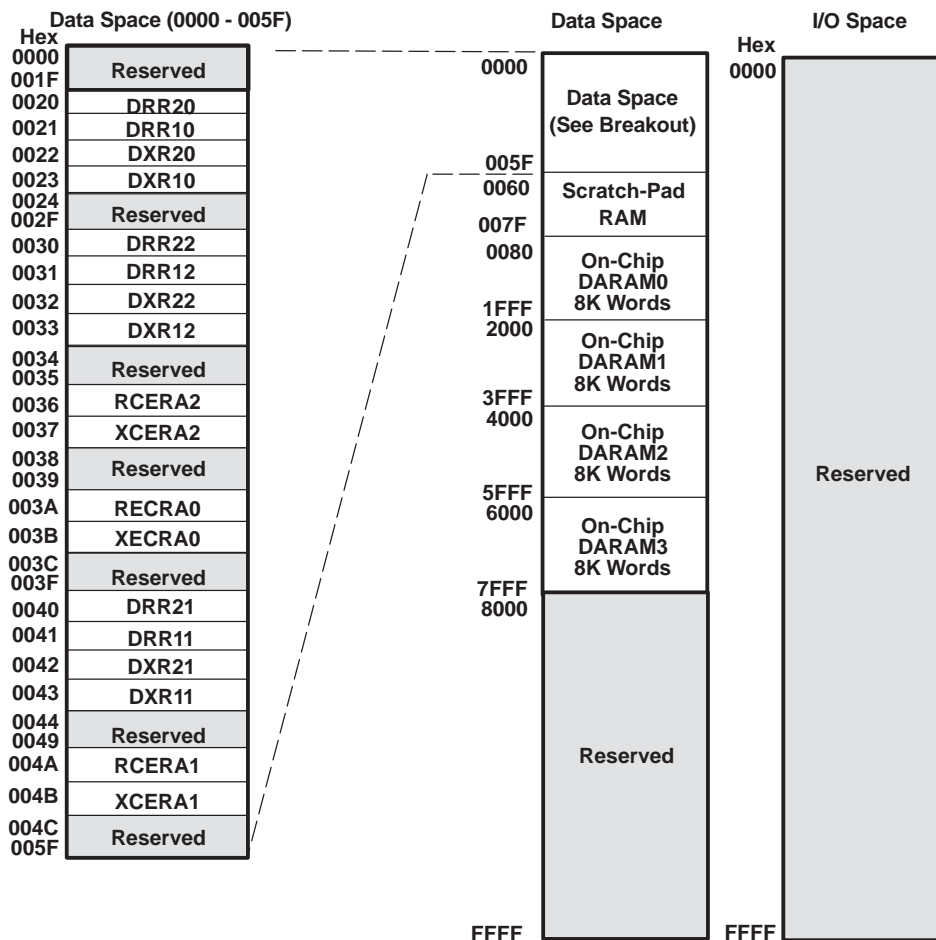 Data Space (0000 - 005F)
Hex
0000
001F
Reserved
0020
DRR20
0021
DRR10
0022
DXR20
0023
DXR10
0024
002F
Reserved
0030
DRR22
0031
DRR12
0032
DXR22
0033
DXR12
0034
0035
Reserved
0036
RCERA2
0037
XCERA2
0038
0039
Reserved
003A
RECRA0
003B
XECRA0
003C
003F
Reserved
0040
DRR21
0041
DRR11
0042
DXR21
0043
DXR11
0044
0049
Reserved
004A
RCERA1
004B
XCERA1
004C
005F
Reserved
Data Space
0000
Data Space
(See Breakout)
005F
0060
Scratch-Pad
RAM
007F
0080
On-Chip
DARAM0
8K Words
1FFF
2000
On-Chip
DARAM1
8K Words
3FFF
4000
On-Chip
DARAM2
8K Words
5FFF
6000
On-Chip
DARAM3
8K Words
7FFF
8000
Reserved
FFFF
I/O Space
Hex
0000
Reserved
FFFF